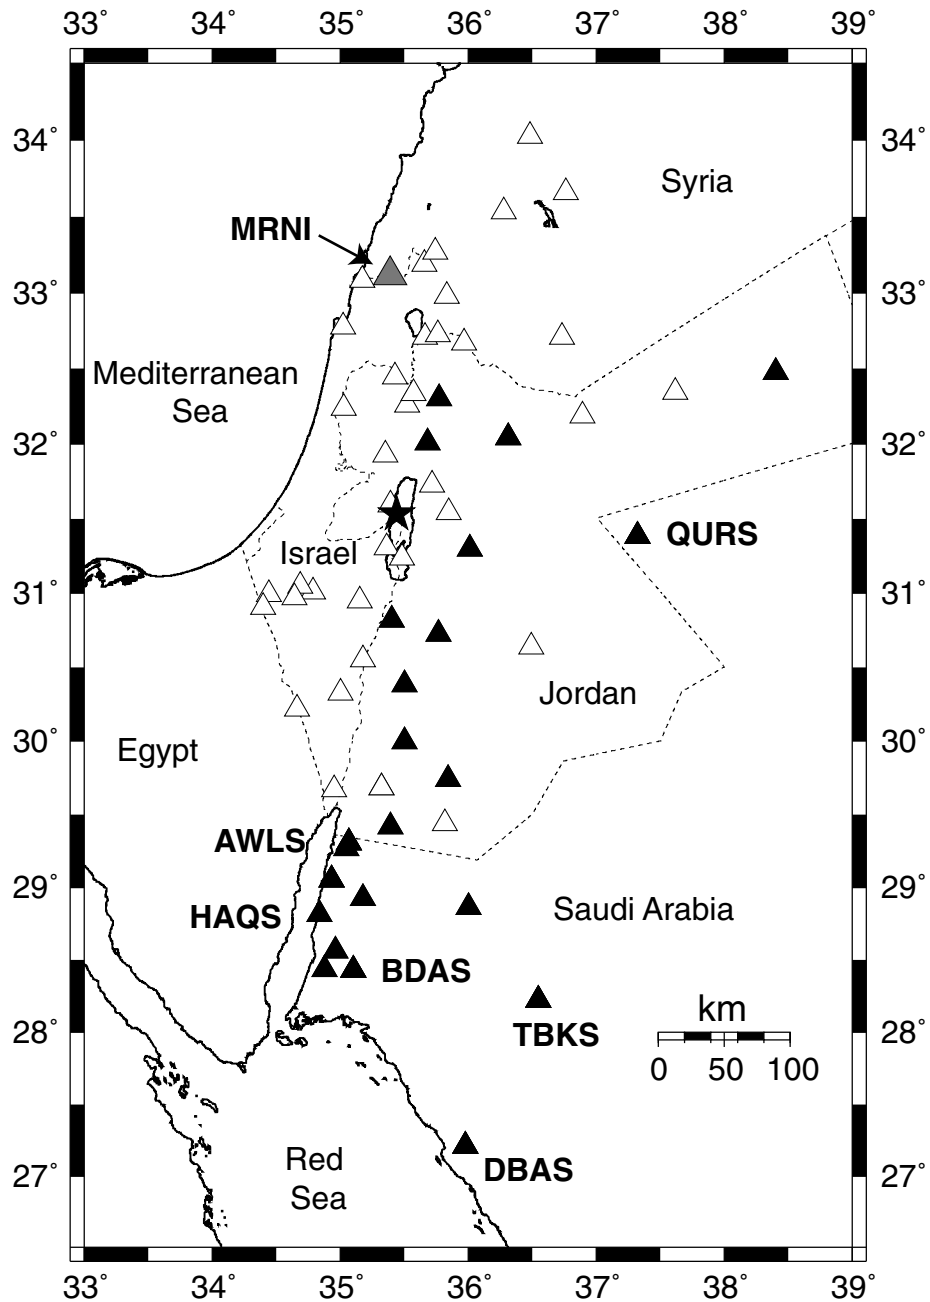 33˚ 34˚ 35˚ 36˚ 37˚ 38˚ 39˚
34˚ 34˚
Syria
MRNI
33˚ 33˚
Mediterranean
Sea
32˚ 32˚
QURS
Israel
31˚ 31˚
Jordan
Egypt
30˚ 30˚
AWLS
29˚ 29˚
HAQS
Saudi Arabia
BDAS
km
TBKS
28˚ 28˚
0 50 100
Red
Sea
DBAS
27˚ 27˚
33˚ 34˚ 35˚ 36˚ 37˚ 38˚ 39˚